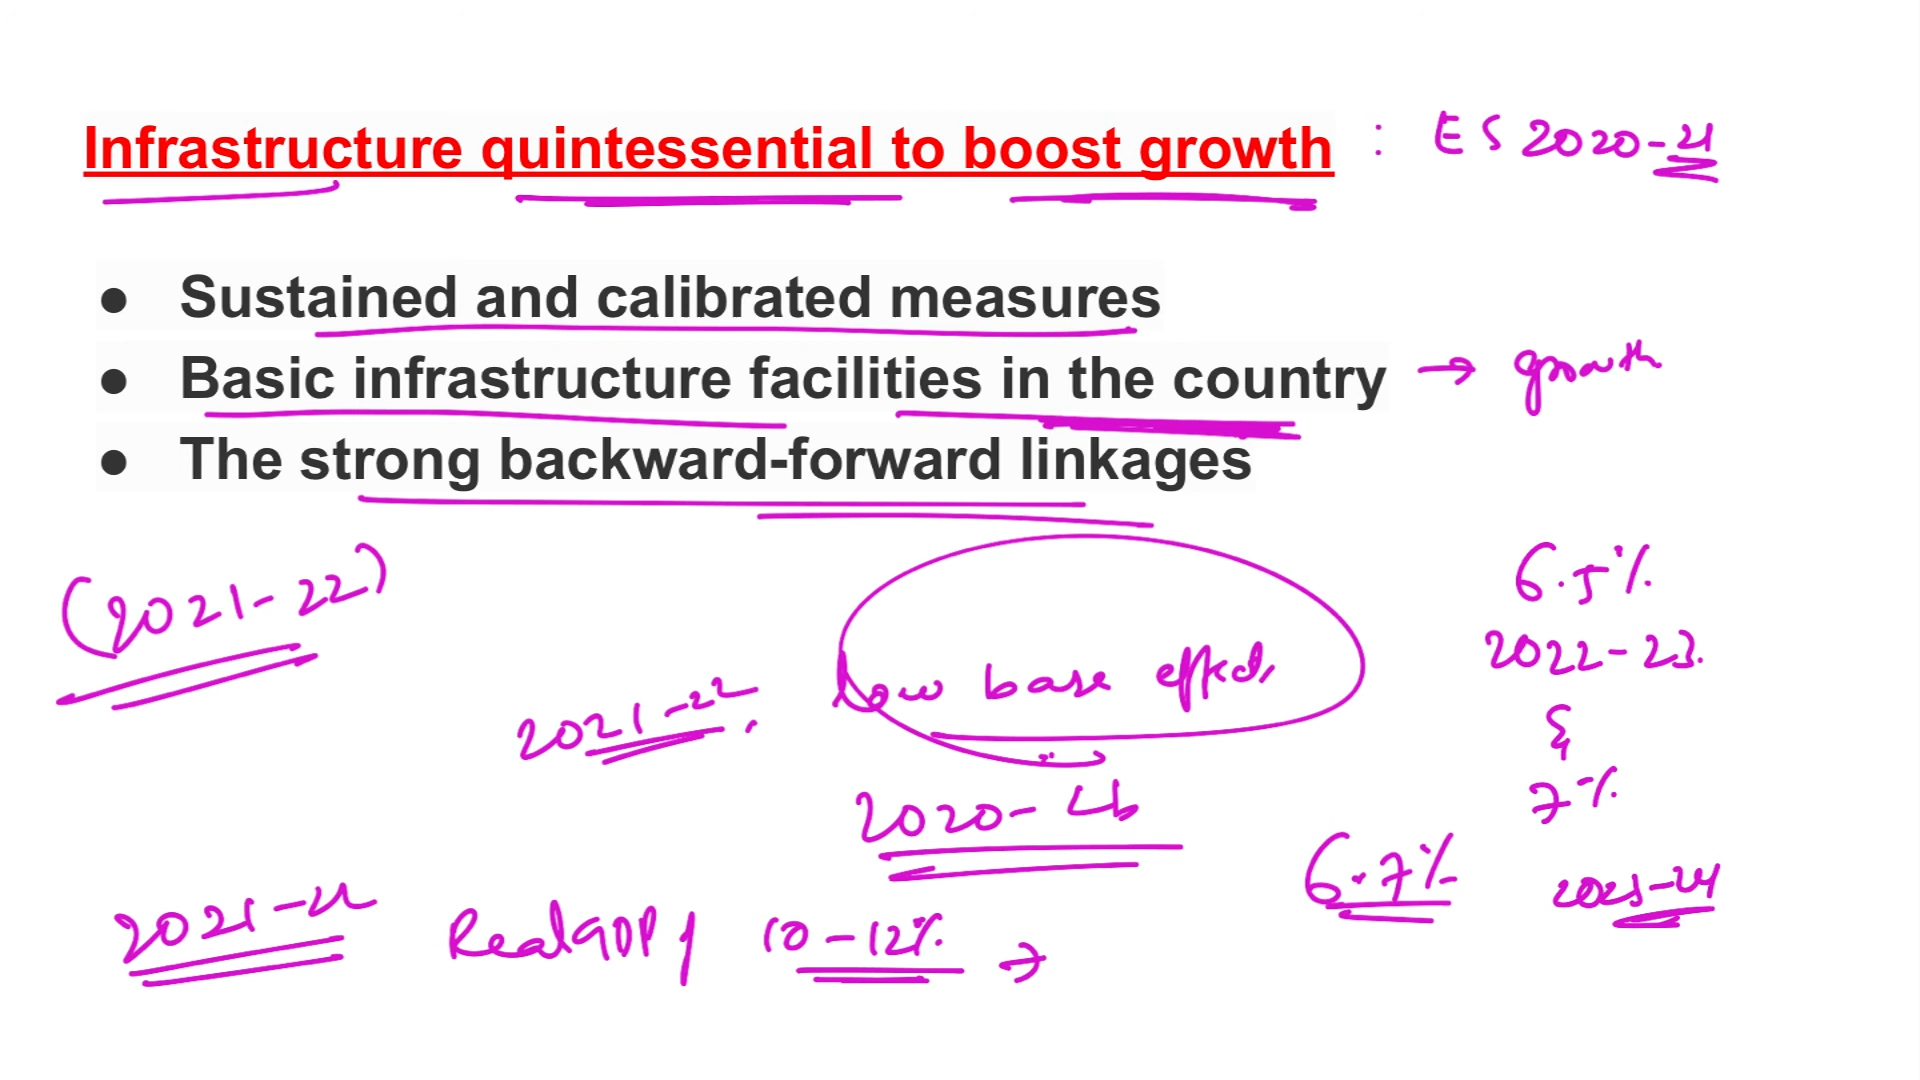 Infrastructure quintessential to boost growth : ES 2020-21
● Sustained and calibrated measures
● Basic infrastructure facilities in the country → growth
● The strong backward-forward linkages
(2021-22)
6.5%
2022-23.
2021-22. low base effect,
&
7%
2020-
6.7%
2023-24
2021-22 Real GDP 10-12% →